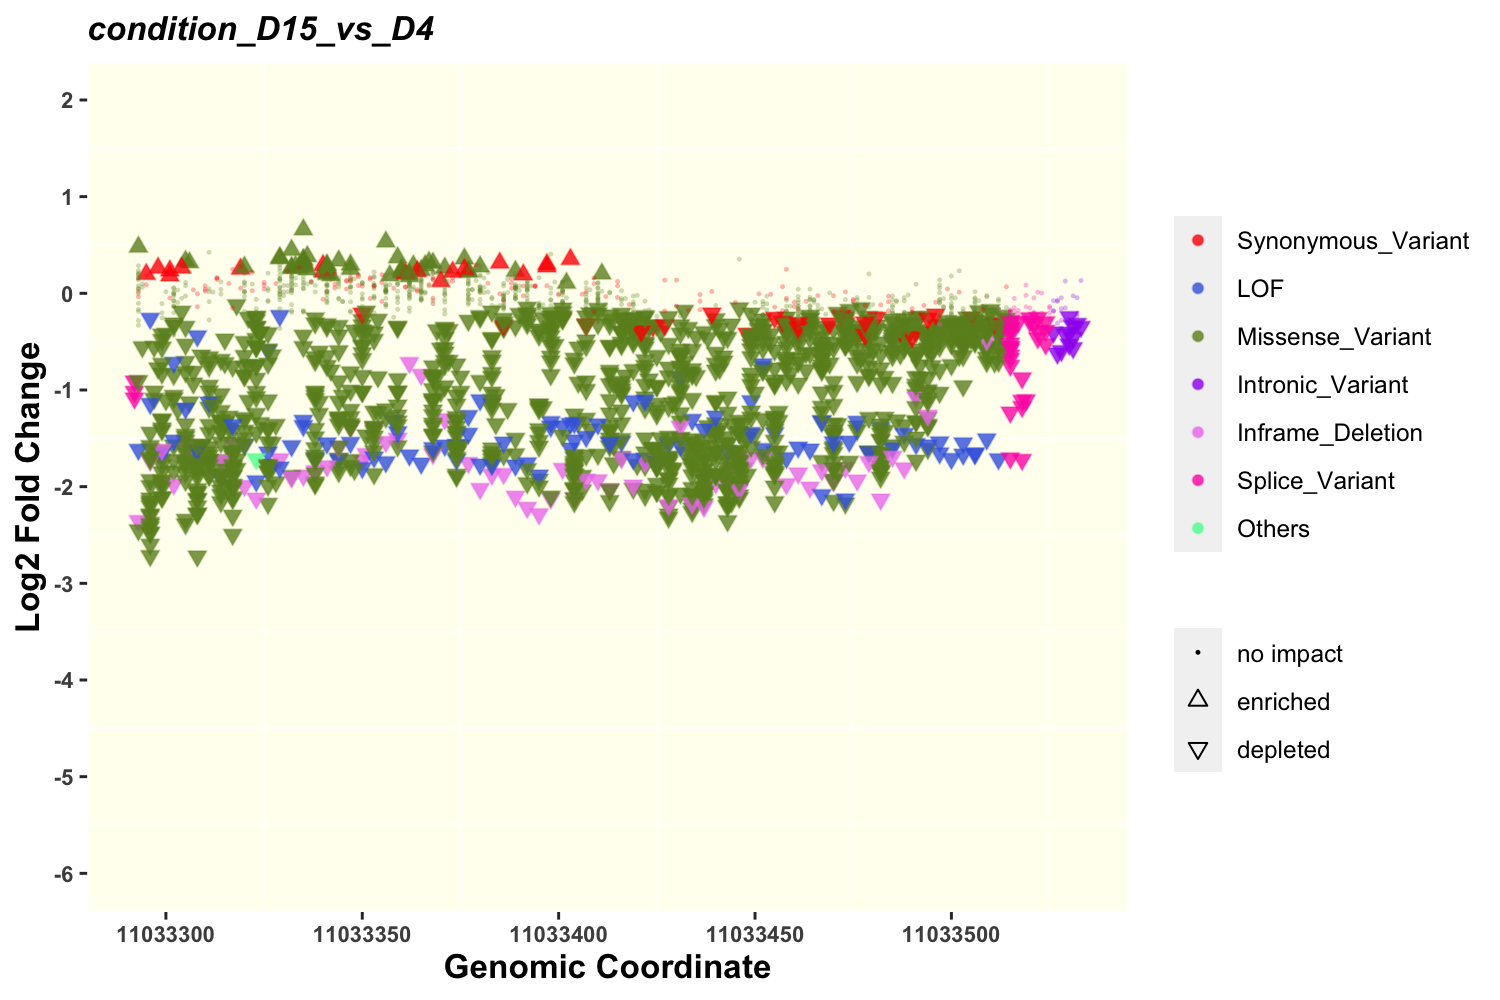 condition_D15_vs_D4
Log2 Fold Change
2
1
0
-1
-2
-3
-4
-5
-6
11033300
11033350
11033400
11033450
11033500
Genomic Coordinate
Synonymous_Variant
LOF
Missense_Variant
Intronic_Variant
Inframe_Deletion
Splice_Variant
Others
no impact
enriched
depleted